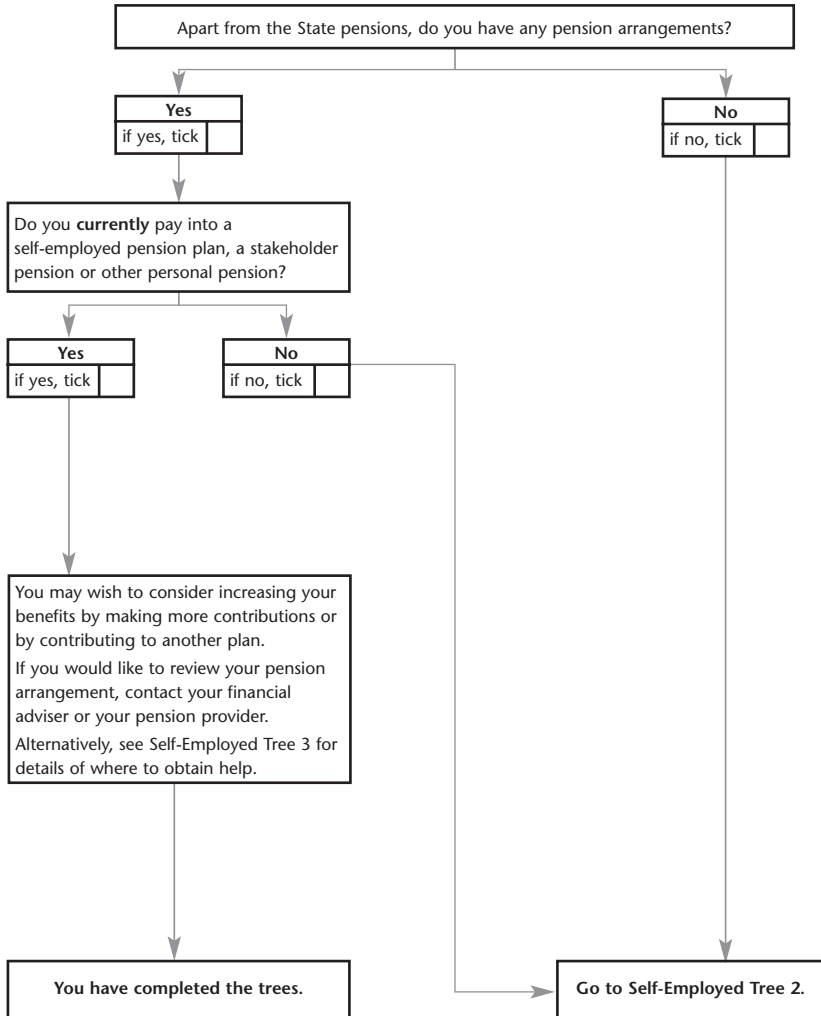 Apart from the State pensions, do you have any pension arrangements?
Yes
if yes, tick
No
if no, tick
Do you currently pay into a
self-employed pension plan, a stakeholder
pension or other personal pension?
Yes
if yes, tick
No
if no, tick
You may wish to consider increasing your
benefits by making more contributions or
by contributing to another plan.
If you would like to review your pension
arrangement, contact your financial
adviser or your pension provider.
Alternatively, see Self-Employed Tree 3 for
details of where to obtain help.
You have completed the trees.
Go to Self-Employed Tree 2.